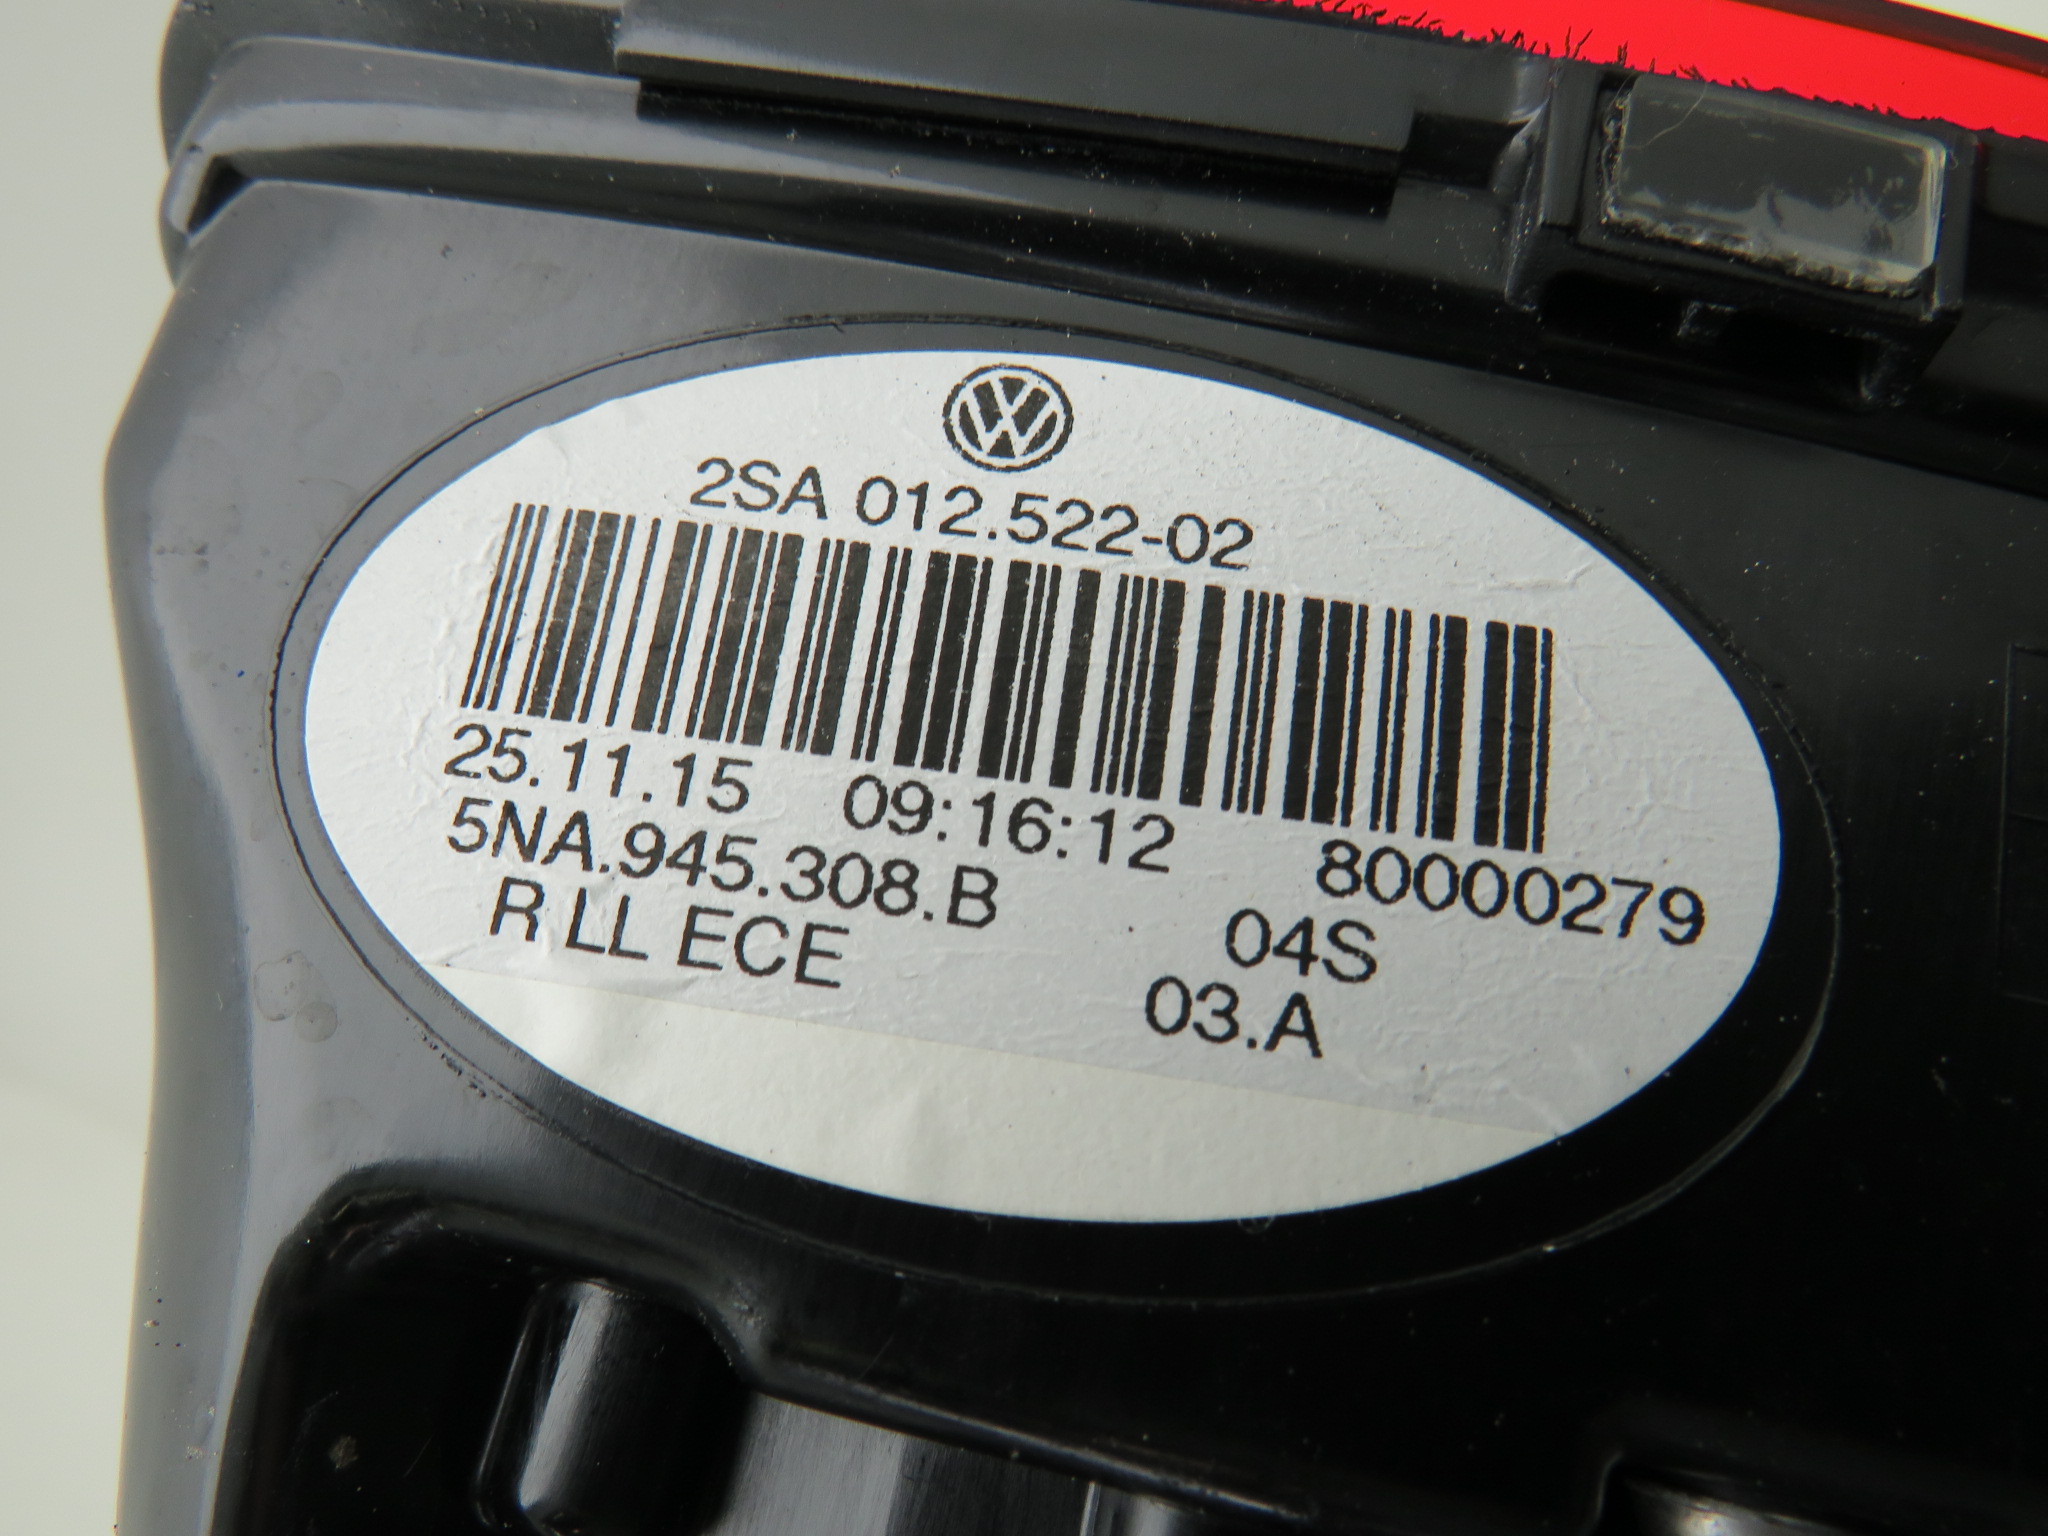 2SA 012.522-02
25.11.15 09:16:12 80000279
5NA.945.308.B 04S
R LL ECE 03.A